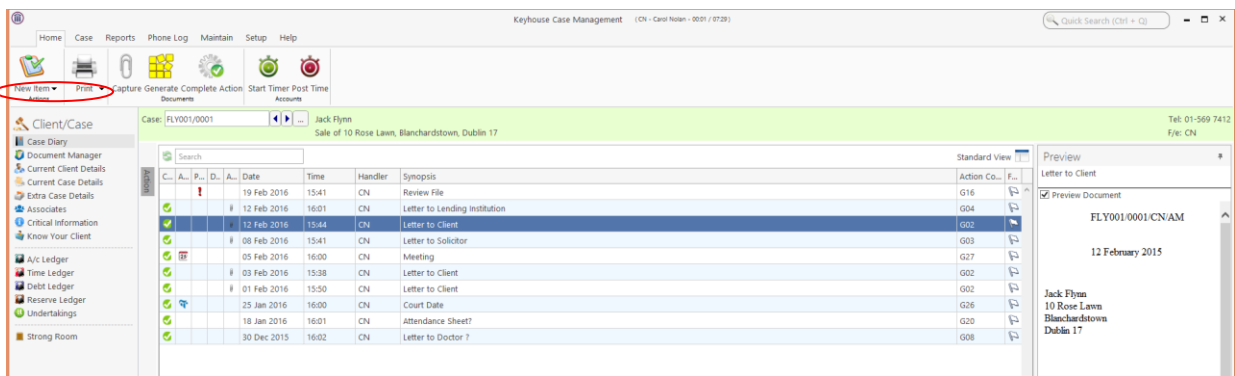 Keyhouse Case Management (CN - Carol Nolan - 0001 / 0729)
Quick Search (Ctrl + Q)
Home Case Reports Phone Log Maintain Setup Help
New Item Print Capture Generate Complete Action Start Timer Post Time
Actions Documents Accounts
Client/Case
Case Diary
Document Manager
Current Client Details
Current Case Details
Extra Case Details
Associates
Critical Information
Know Your Client
A/c Ledger
Time Ledger
Debt Ledger
Reserve Ledger
Undertakings
Strong Room
Case: FLY001/0001 ... Jack Flynn Tel: 01-569 7412
Sale of 10 Rose Lawn, Blanchardstown, Dublin 17 F/e: CN
Action
Search Standard View
C... A... P... D.. A... Date Time Handler Synopsis Action Co... F...
19 Feb 2016 15:41 CN Review File G16
12 Feb 2016 16:01 CN Letter to Lending Institution G04
12 Feb 2016 15:44 CN Letter to Client G02
08 Feb 2016 15:41 CN Letter to Solicitor G03
05 Feb 2016 16:00 CN Meeting G27
03 Feb 2016 15:38 CN Letter to Client G02
01 Feb 2016 15:50 CN Letter to Client G02
25 Jan 2016 16:00 CN Court Date G26
18 Jan 2016 16:01 CN Attendance Sheet? G20
30 Dec 2015 16:02 CN Letter to Doctor ? G08
Preview
Letter to Client
Preview Document
FLY001/0001/CN/AM
12 February 2015
Jack Flynn
10 Rose Lawn
Blanchardstown
Dublin 17